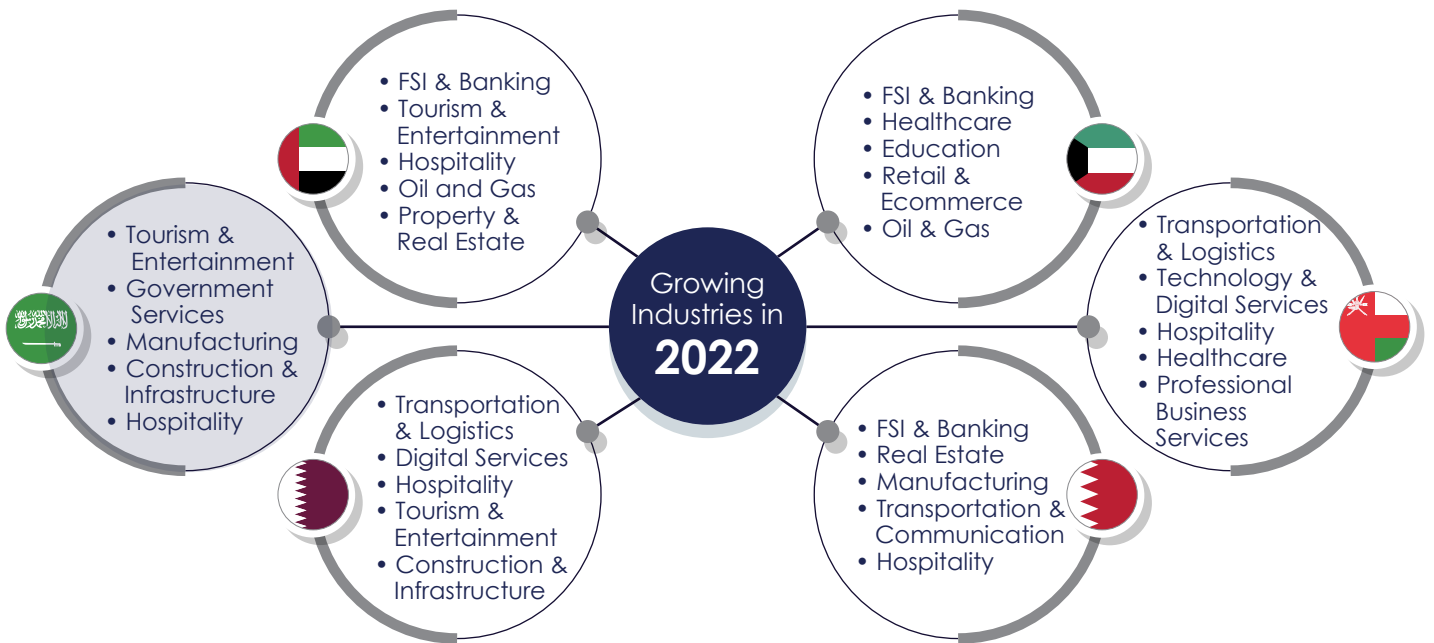 • FSI & Banking
• Tourism &
Entertainment
• Hospitality
• Oil and Gas
• Property &
Real Estate
• FSI & Banking
• Healthcare
• Education
• Retail &
Ecommerce
• Oil & Gas
• Tourism &
Entertainment
• Government
Services
• Manufacturing
• Construction &
Infrastructure
• Hospitality
Growing
Industries in
2022
• Transportation
& Logistics
• Technology &
Digital Services
• Hospitality
• Healthcare
• Professional
Business
Services
• Transportation
& Logistics
• Digital Services
• Hospitality
• Tourism &
Entertainment
• Construction &
Infrastructure
• FSI & Banking
• Real Estate
• Manufacturing
• Transportation &
Communication
• Hospitality